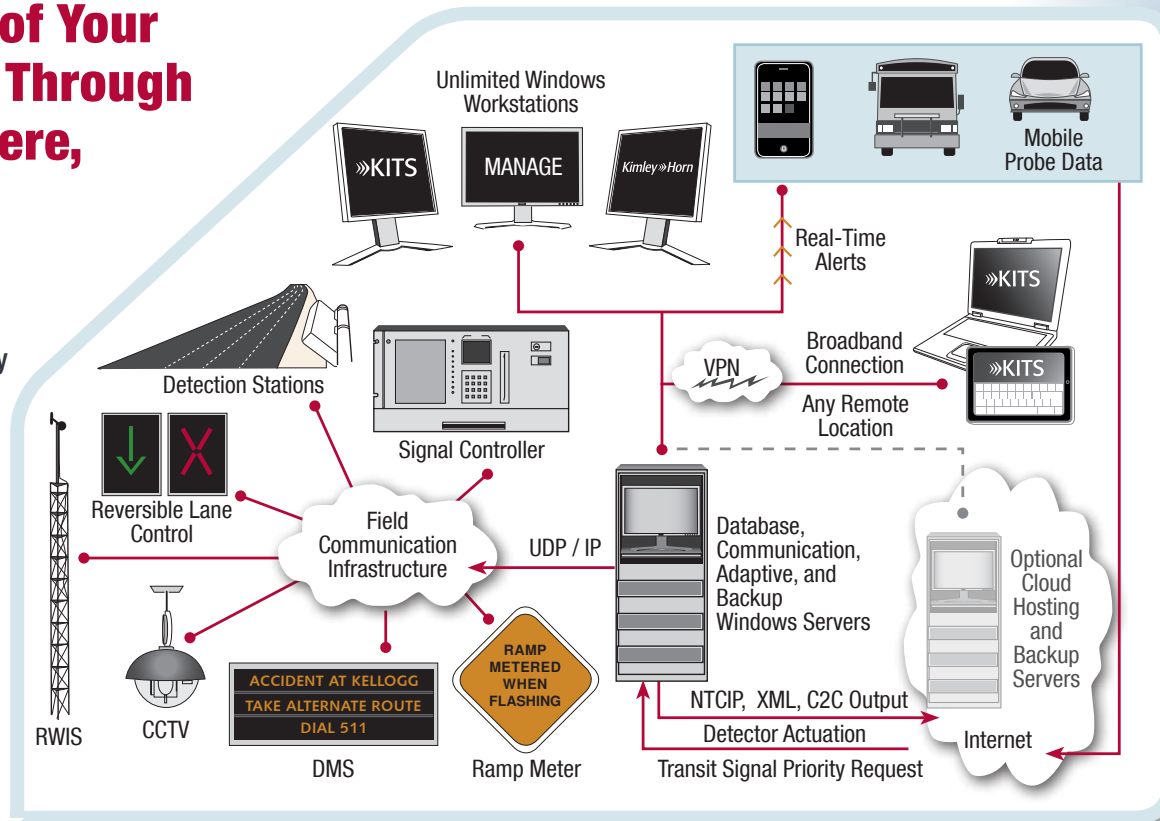 of Your
Through
ere,
y
Unlimited Windows
Workstations
»KITS
MANAGE
Kimley»Horn
Mobile
Probe Data
Real-Time
Alerts
»KITS
»KITS
VPN
Broadband
Connection
Any Remote
Location
Detection Stations
Signal Controller
Reversible Lane
Control
Field
Communication
Infrastructure
UDP / IP
Database,
Communication,
Adaptive, and
Backup
Windows Servers
Optional
Cloud
Hosting
and
Backup
Servers
RWIS
CCTV
ACCIDENT AT KELLOGG
TAKE ALTERNATE ROUTE
DIAL 511
DMS
RAMP
METERED
WHEN
FLASHING
Ramp Meter
NTCIP, XML, C2C Output
Detector Actuation
Transit Signal Priority Request
Internet